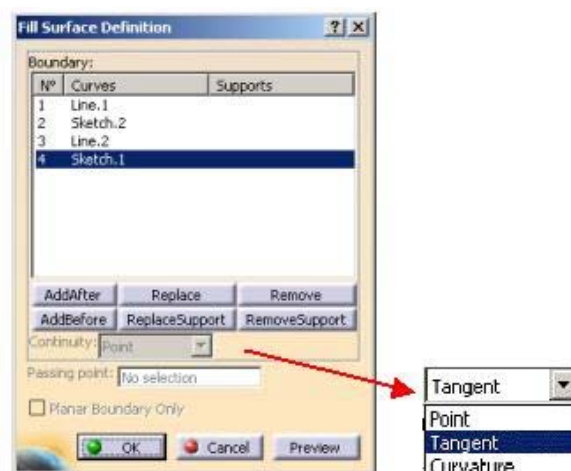 Fill Surface Definition ? X
Boundary:
N° Curves Supports
1 Line.1
2 Sketch.2
3 Line.2
4 Sketch.1
AddAfter Replace Remove
AddBefore ReplaceSupport RemoveSupport
Continuity: Point
Passing point: No selection
Planar Boundary Only
OK Cancel Preview
Tangent
Point
Tangent
Curvature